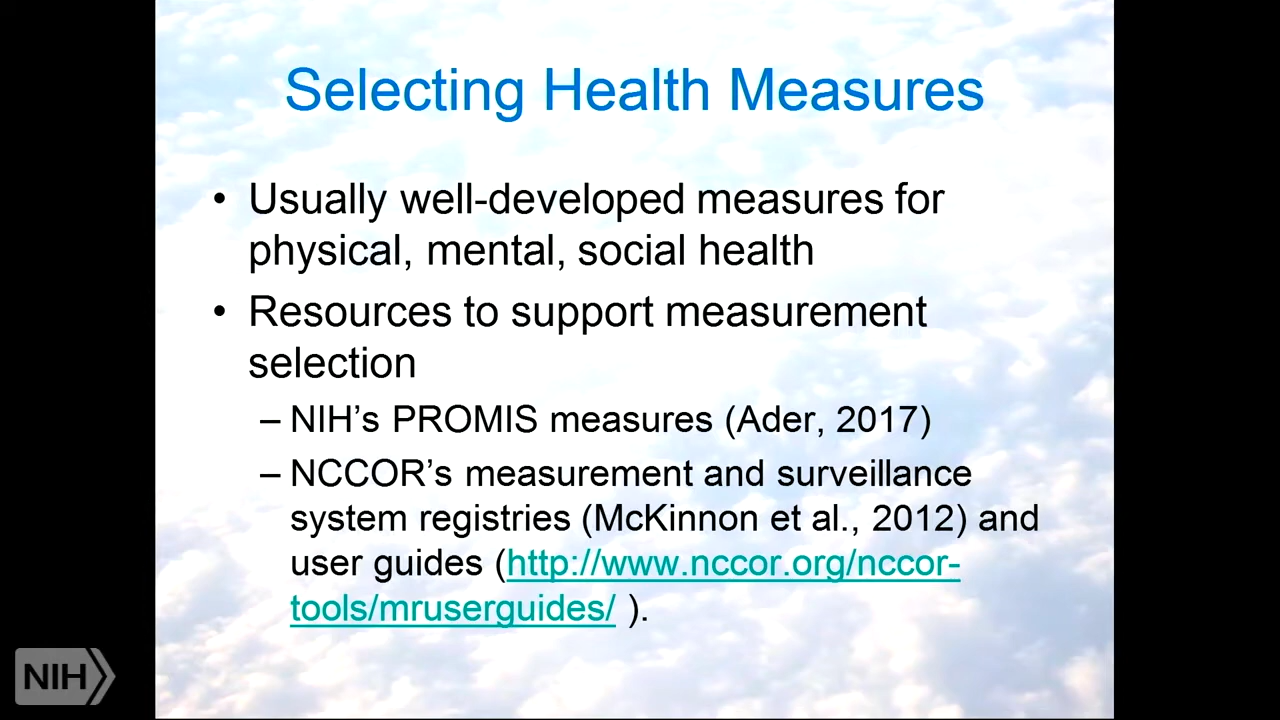 Selecting Health Measures
• Usually well-developed measures for
physical, mental, social health
• Resources to support measurement
selection
– NIH’s PROMIS measures (Ader, 2017)
– NCCOR’s measurement and surveillance
system registries (McKinnon et al., 2012) and
user guides (http://www.nccor.org/nccor-
tools/mruserguides/ ).
NIH